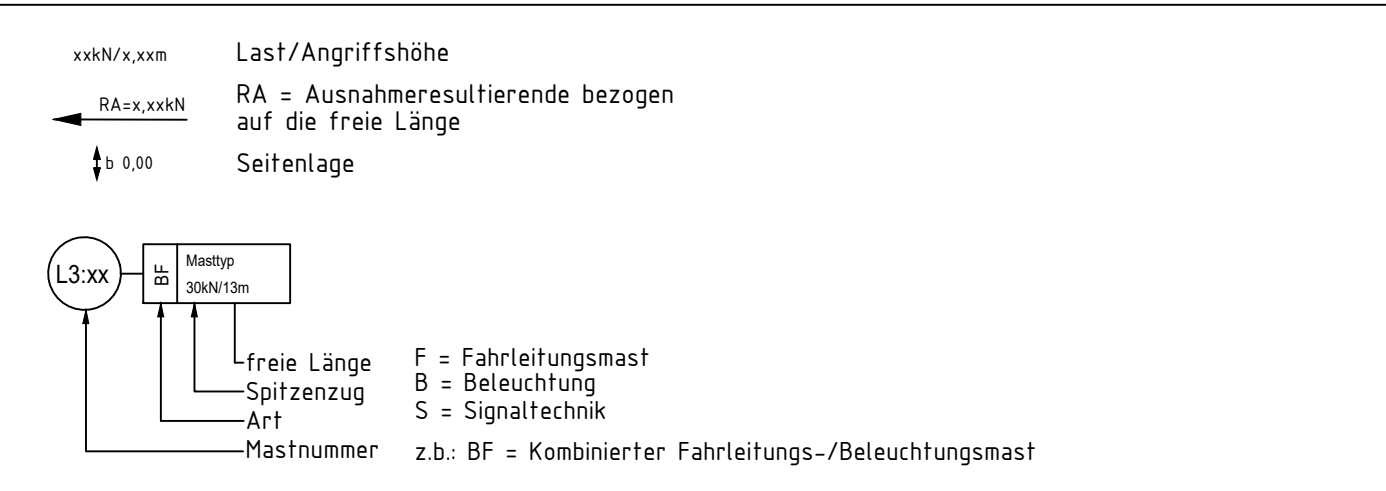 xxkN/x,xxm Last/Angriffshöhe
RA=x,xxkN RA = Ausnahmeresultierende bezogen
auf die freie Länge
b 0,00 Seitenlage
L3:xx BF Masttyp
30kN/13m
freie Länge
Spitzenzug
Art
Mastnummer
F = Fahrleitungsmast
B = Beleuchtung
S = Signaltechnik
z.b.: BF = Kombinierter Fahrleitungs-/Beleuchtungsmast